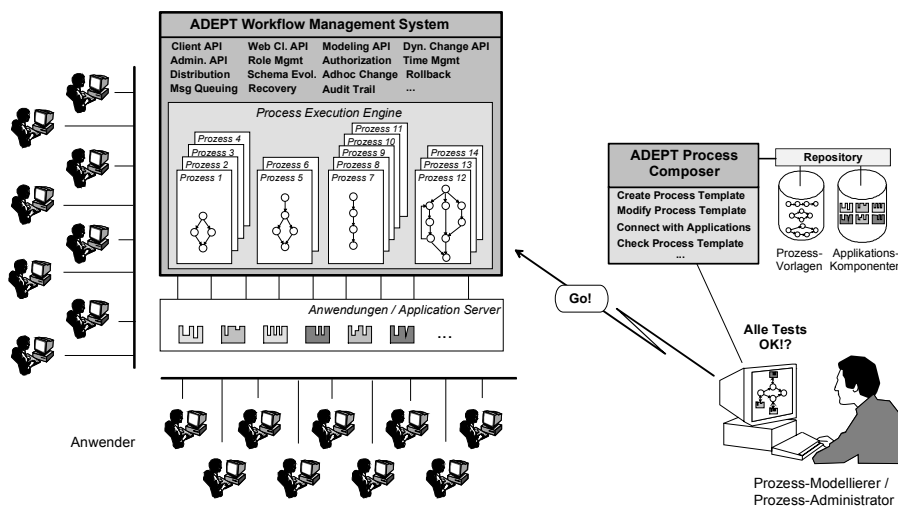 ADEPT Workflow Management System
Client API Web Cl. API Modeling API Dyn. Change API
Admin. API Role Mgmt Authorization Time Mgmt
Distribution Schema Evol. Adhoc Change Rollback
Msg Queuing Recovery Audit Trail ...
Process Execution Engine
Prozess 4
Prozess 3
Prozess 2
Prozess 1
Prozess 6
Prozess 5
Prozess 11
Prozess 10
Prozess 9
Prozess 8
Prozess 7
Prozess 14
Prozess 13
Prozess 12
Anwendungen / Application Server
...
Anwender
ADEPT Process
Composer
Create Process Template
Modify Process Template
Connect with Applications
Check Process Template
...
Repository
Prozess-
Vorlagen
Applikations-
Komponenten
Go!
Alle Tests
OK!?
Prozess-Modellierer /
Prozess-Administrator